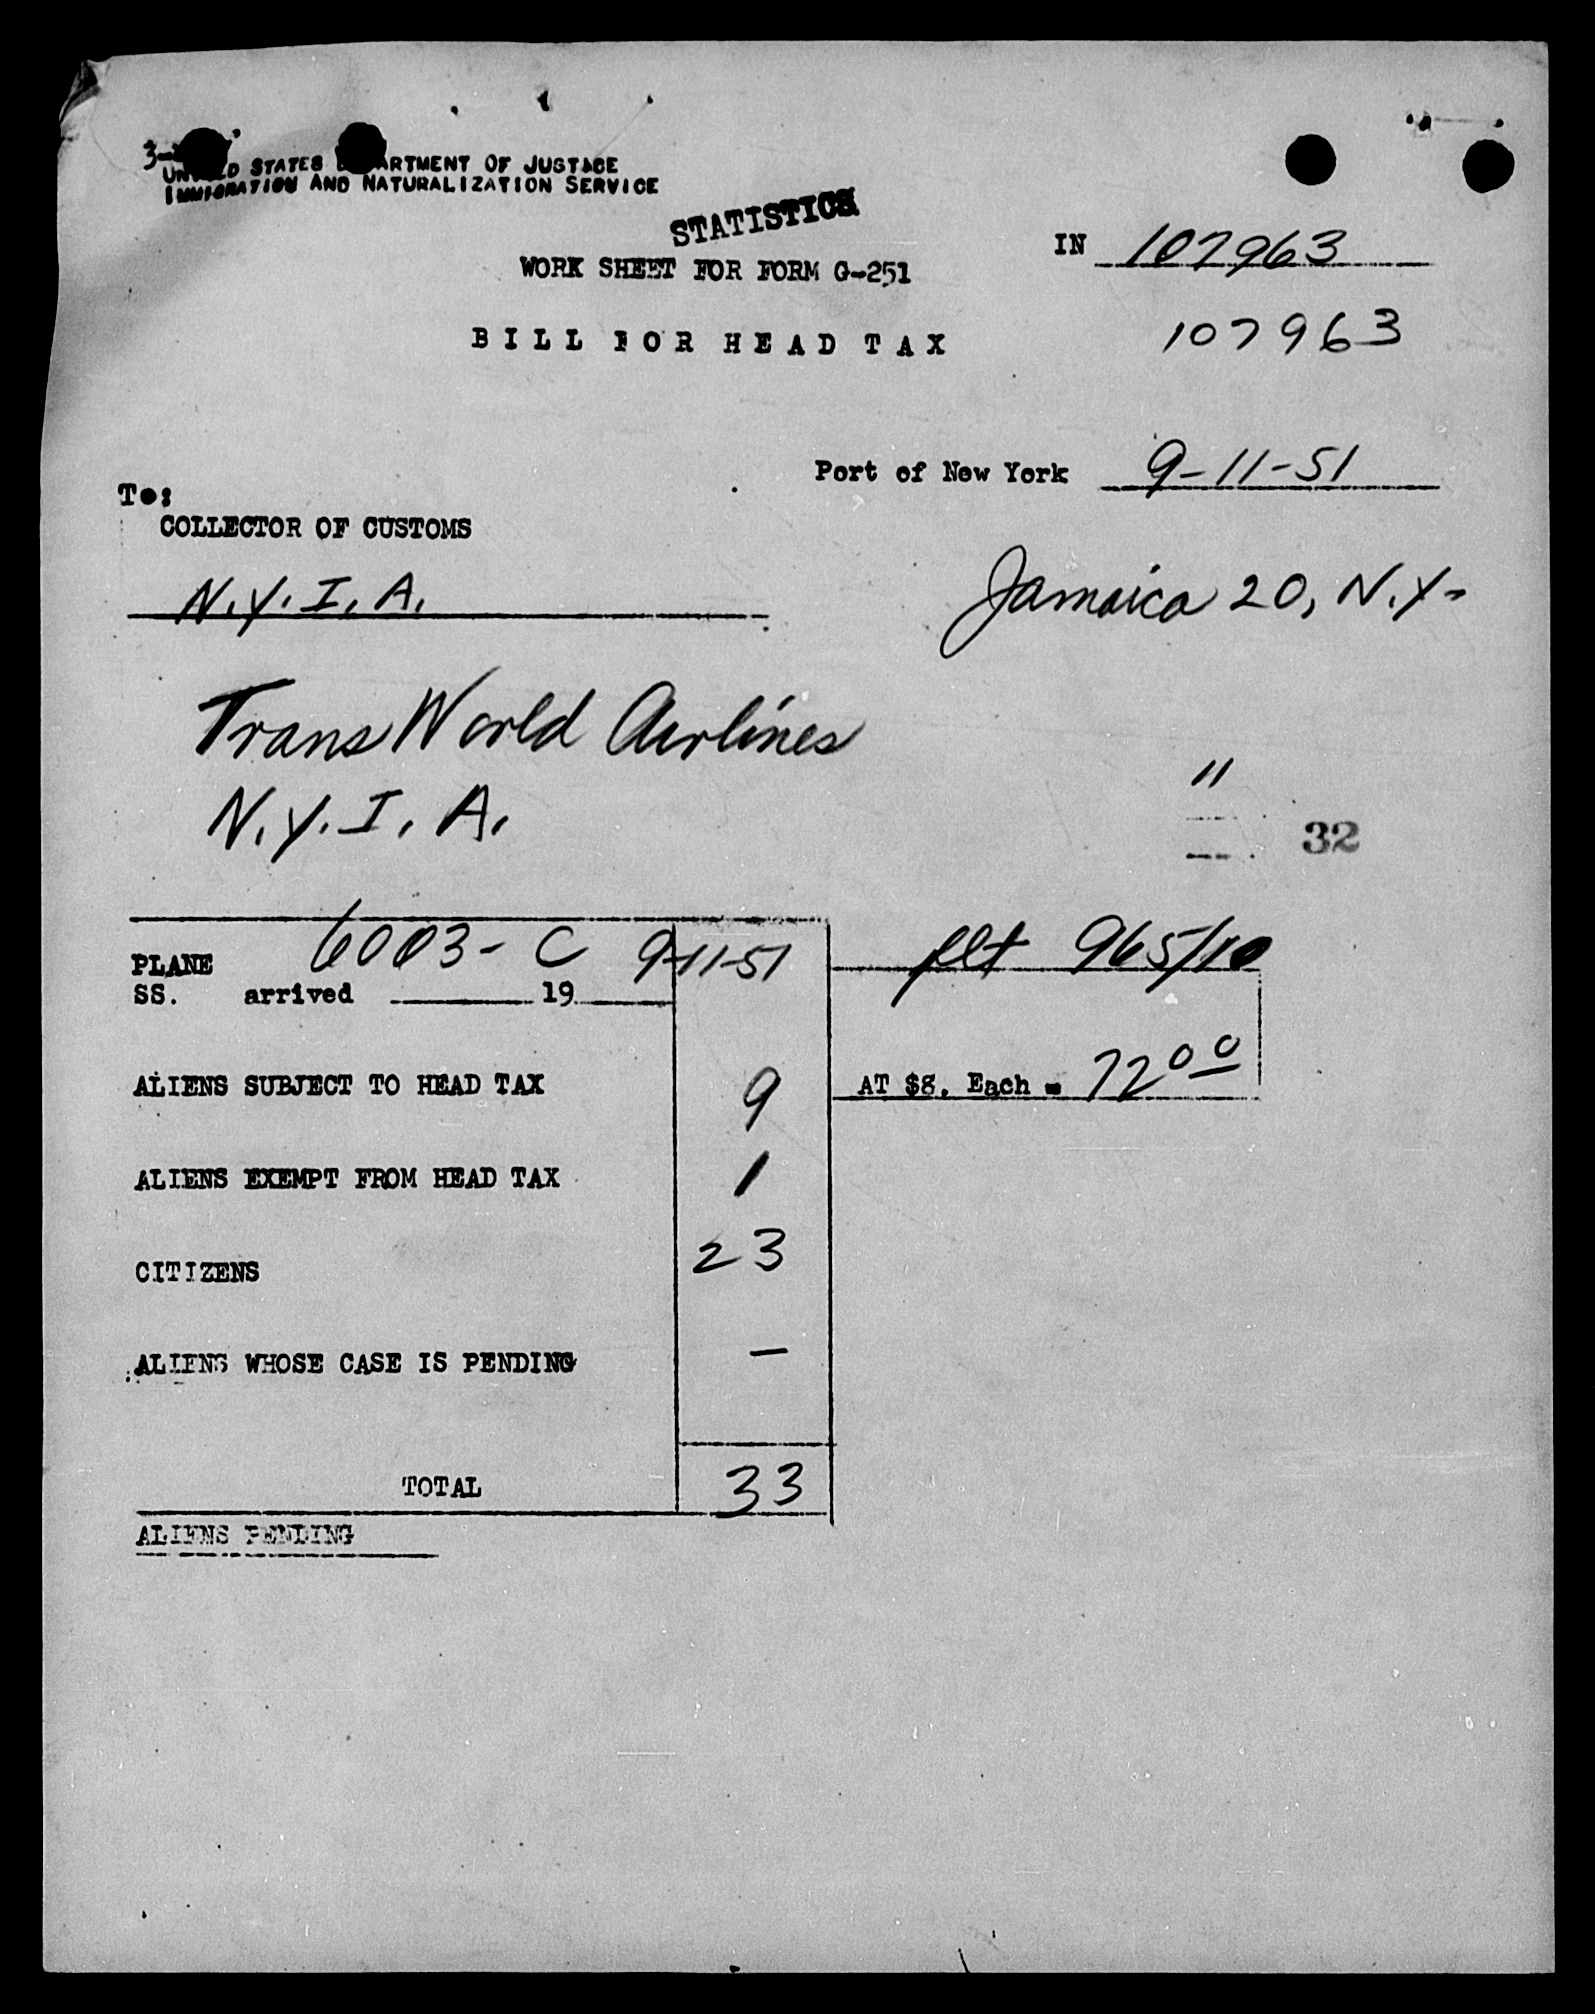 UNITED STATES DEPARTMENT OF JUSTICE
IMMIGRATION AND NATURALIZATION SERVICE
STATISTICS
WORK SHEET FOR FORM G-251
IN 107963
BILL FOR HEAD TAX
107963
Port of New York 9-11-51
To:
COLLECTOR OF CUSTOMS
N.Y.I.A.
Jamaica 20, N.Y.
Trans World Airlines
"
N.Y.I.A.
32
PLANE 6003-C 9-11-51
flt 965/10
SS. arrived 19
ALIENS SUBJECT TO HEAD TAX 9 AT $8. Each = 72 00
ALIENS EXEMPT FROM HEAD TAX 1
CITIZENS 23
ALIENS WHOSE CASE IS PENDING —
TOTAL 33
ALIENS PENDING